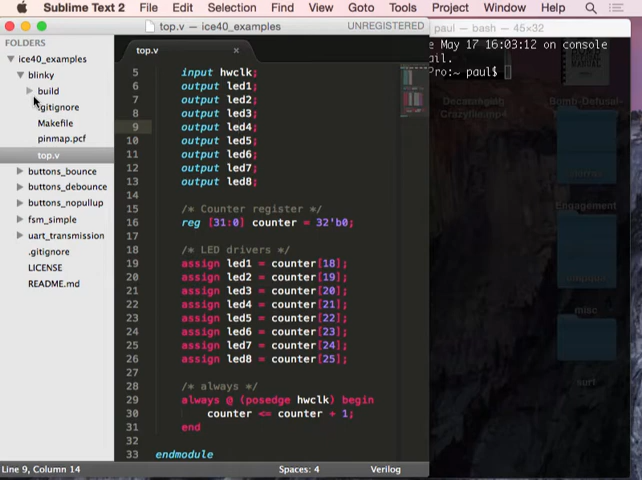 Sublime Text 2 File Edit Selection Find View Goto Tools Project Window
top.v — ice40_examples
UNREGISTERED
paul — bash — 45×32
FOLDERS
ice40_examples
blinky
build
.gitignore
Makefile
pinmap.pcf
top.v
buttons_bounce
buttons_debounce
buttons_nopullup
fsm_simple
uart_transmission
.gitignore
LICENSE
README.md
top.v ×
5 input hwclk;
6 output led1;
7 output led2;
8 output led3;
9 output led4;
10 output led5;
11 output led6;
12 output led7;
13 output led8;
14
15 /* Counter register */
16 reg [31:0] counter = 32'b0;
17
18 /* LED drivers */
19 assign led1 = counter[18];
20 assign led2 = counter[19];
21 assign led3 = counter[20];
22 assign led4 = counter[21];
23 assign led5 = counter[22];
24 assign led6 = counter[23];
25 assign led7 = counter[24];
26 assign led8 = counter[25];
27
28 /* always */
29 always @ (posedge hwclk) begin
30 counter <= counter + 1;
31 end
32
33 endmodule
Line 9, Column 14 Spaces: 4 Verilog
e May 17 16:03:12 on console
ail.
Pro:~ paul$
Bomb-Defusal-
Engagement
misc